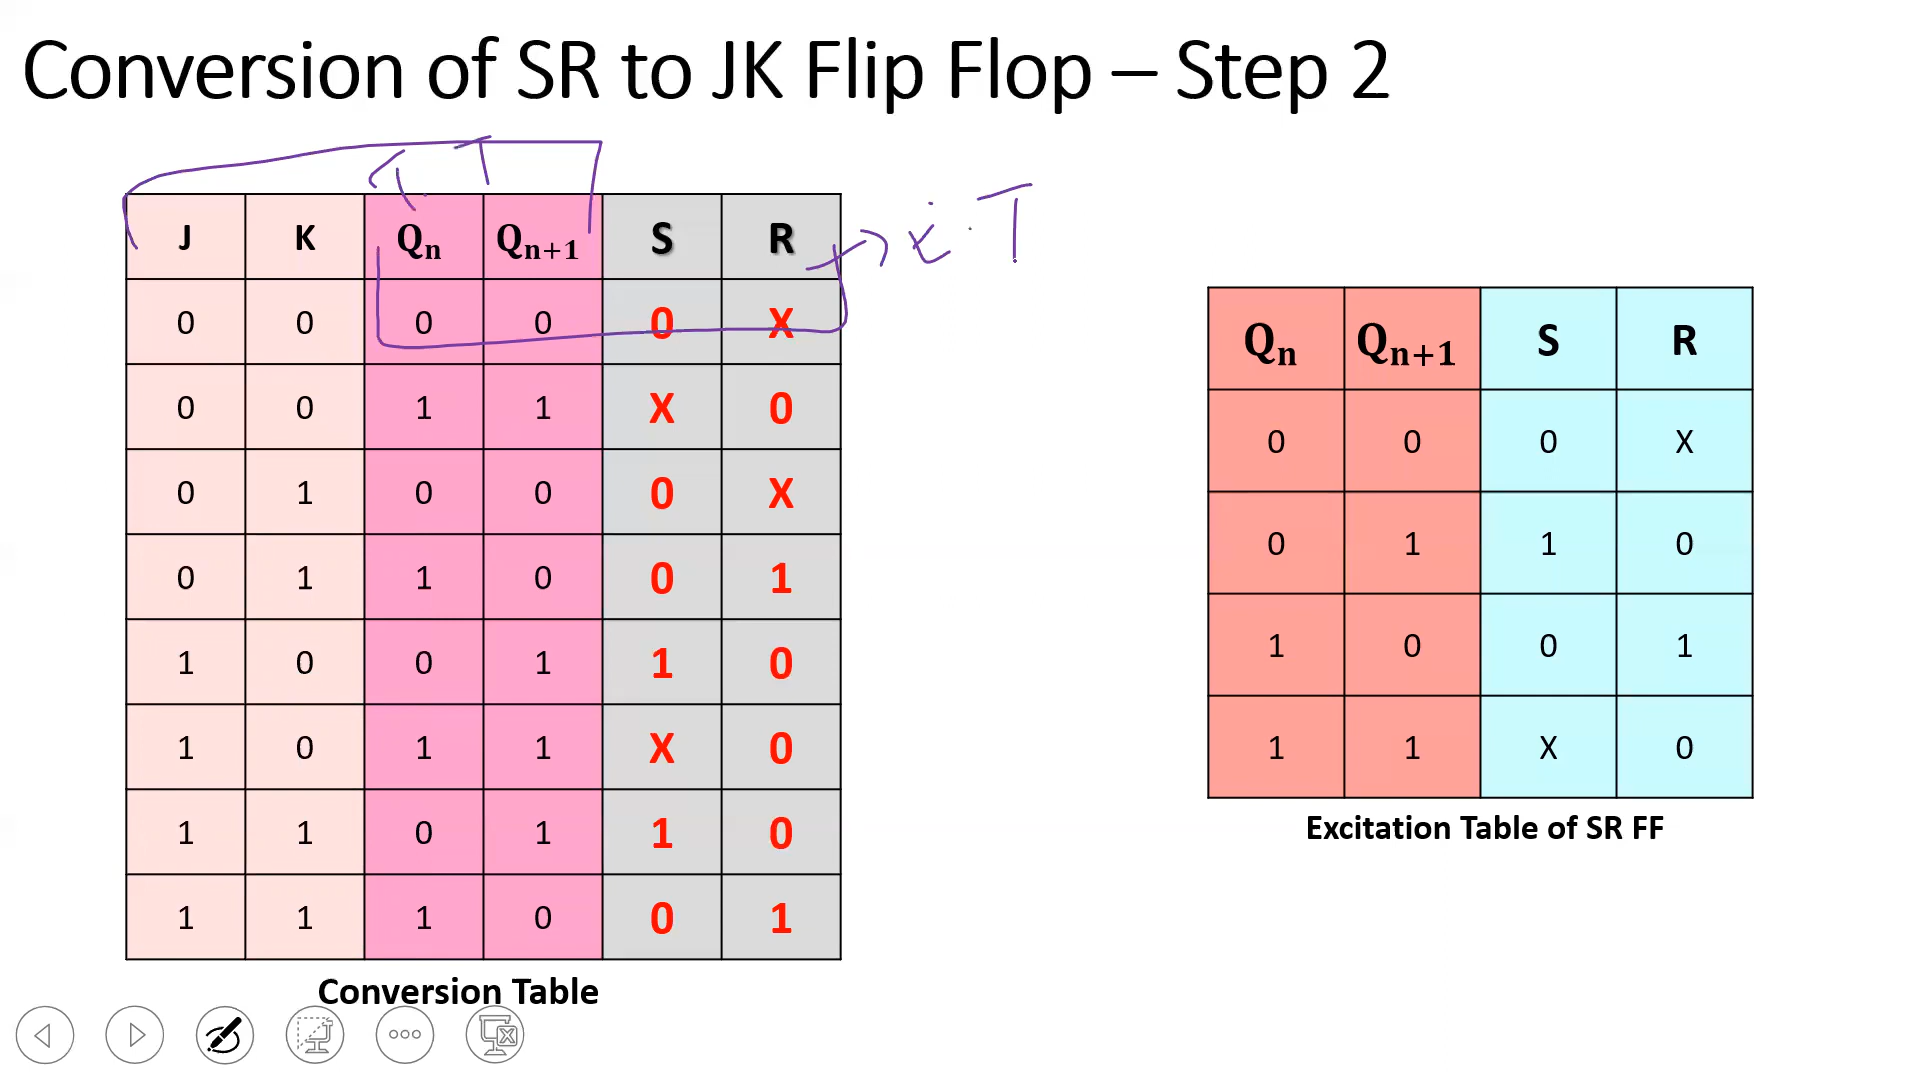 Conversion of SR to JK Flip Flop – Step 2
T T
J K Qn Qn+1 S R
0 0 0 0 0 X
0 0 1 1 X 0
0 1 0 0 0 X
0 1 1 0 0 1
1 0 0 1 1 0
1 0 1 1 X 0
1 1 0 1 1 0
1 1 1 0 0 1
Conversion Table
Qn Qn+1 S R
0 0 0 X
0 1 1 0
1 0 0 1
1 1 X 0
Excitation Table of SR FF